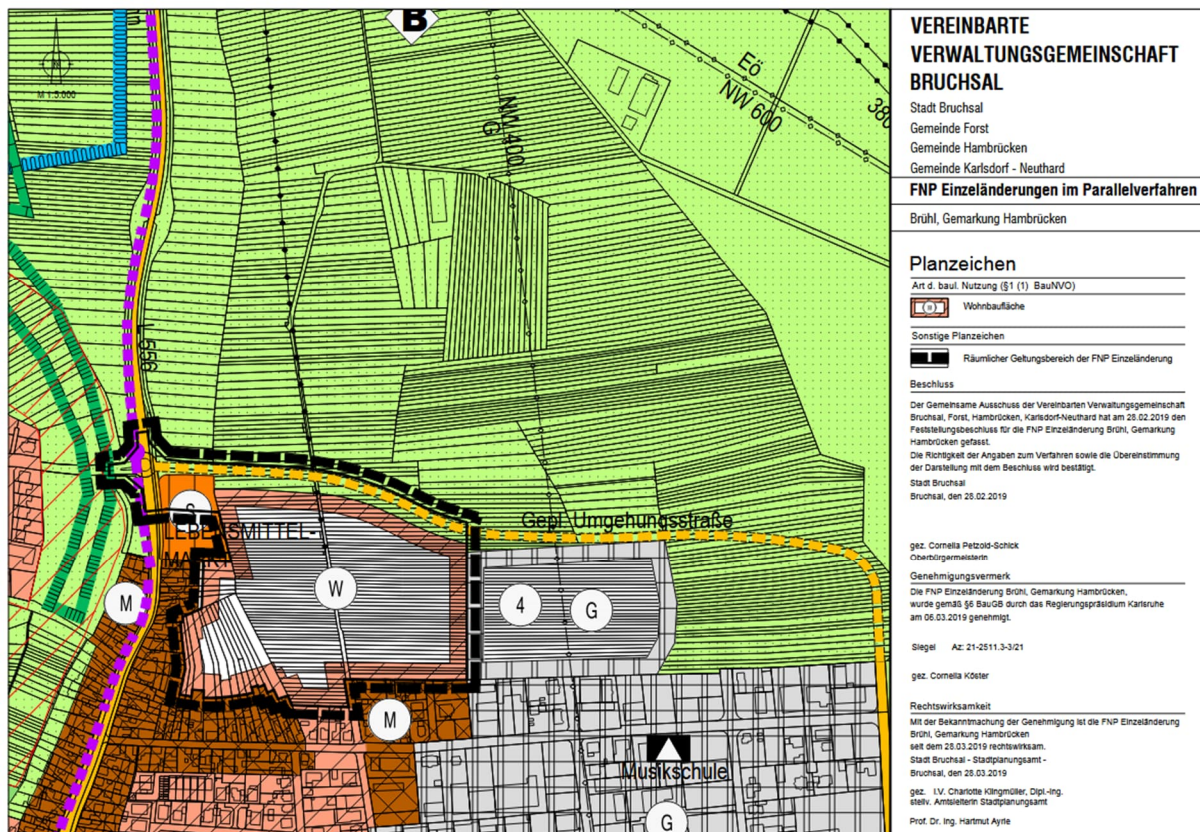 B
M 1:5.000
Eö
NW 600
380
NW 400
G
L 556
S
LEBENSMITTEL-
MARKT
Gepl. Umgehungsstraße
M
W
4
G
M
Musikschule
G
VEREINBARTE
VERWALTUNGSGEMEINSCHAFT
BRUCHSAL
Stadt Bruchsal
Gemeinde Forst
Gemeinde Hambrücken
Gemeinde Karlsdorf - Neuthard
FNP Einzeländerungen im Parallelverfahren
Brühl, Gemarkung Hambrücken
Planzeichen
Art d. baul. Nutzung (§1 (1) BauNVO)
W
Wohnbaufläche
Sonstige Planzeichen
Räumlicher Geltungsbereich der FNP Einzeländerung
Beschluss
Der Gemeinsame Ausschuss der Vereinbarten Verwaltungsgemeinschaft
Bruchsal, Forst, Hambrücken, Karlsdorf-Neuthard hat am 28.02.2019 den
Feststellungsbeschluss für die FNP Einzeländerung Brühl, Gemarkung
Hambrücken gefasst.
Die Richtigkeit der Angaben zum Verfahren sowie die Übereinstimmung
der Darstellung mit dem Beschluss wird bestätigt.
Stadt Bruchsal
Bruchsal, den 28.02.2019
gez. Cornelia Petzold-Schick
Oberbürgermeisterin
Genehmigungsvermerk
Die FNP Einzeländerung Brühl, Gemarkung Hambrücken,
wurde gemäß §6 BauGB durch das Regierungspräsidium Karlsruhe
am 06.03.2019 genehmigt.
Siegel Az: 21-2511.3-3/21
gez. Cornelia Köster
Rechtswirksamkeit
Mit der Bekanntmachung der Genehmigung ist die FNP Einzeländerung
Brühl, Gemarkung Hambrücken
seit dem 28.03.2019 rechtswirksam.
Stadt Bruchsal - Stadtplanungsamt -
Bruchsal, den 28.03.2019
gez. I.V. Charlotte Klingmüller, Dipl.-Ing.
stellv. Amtsleiterin Stadtplanungsamt
Prof. Dr. Ing. Hartmut Ayrle